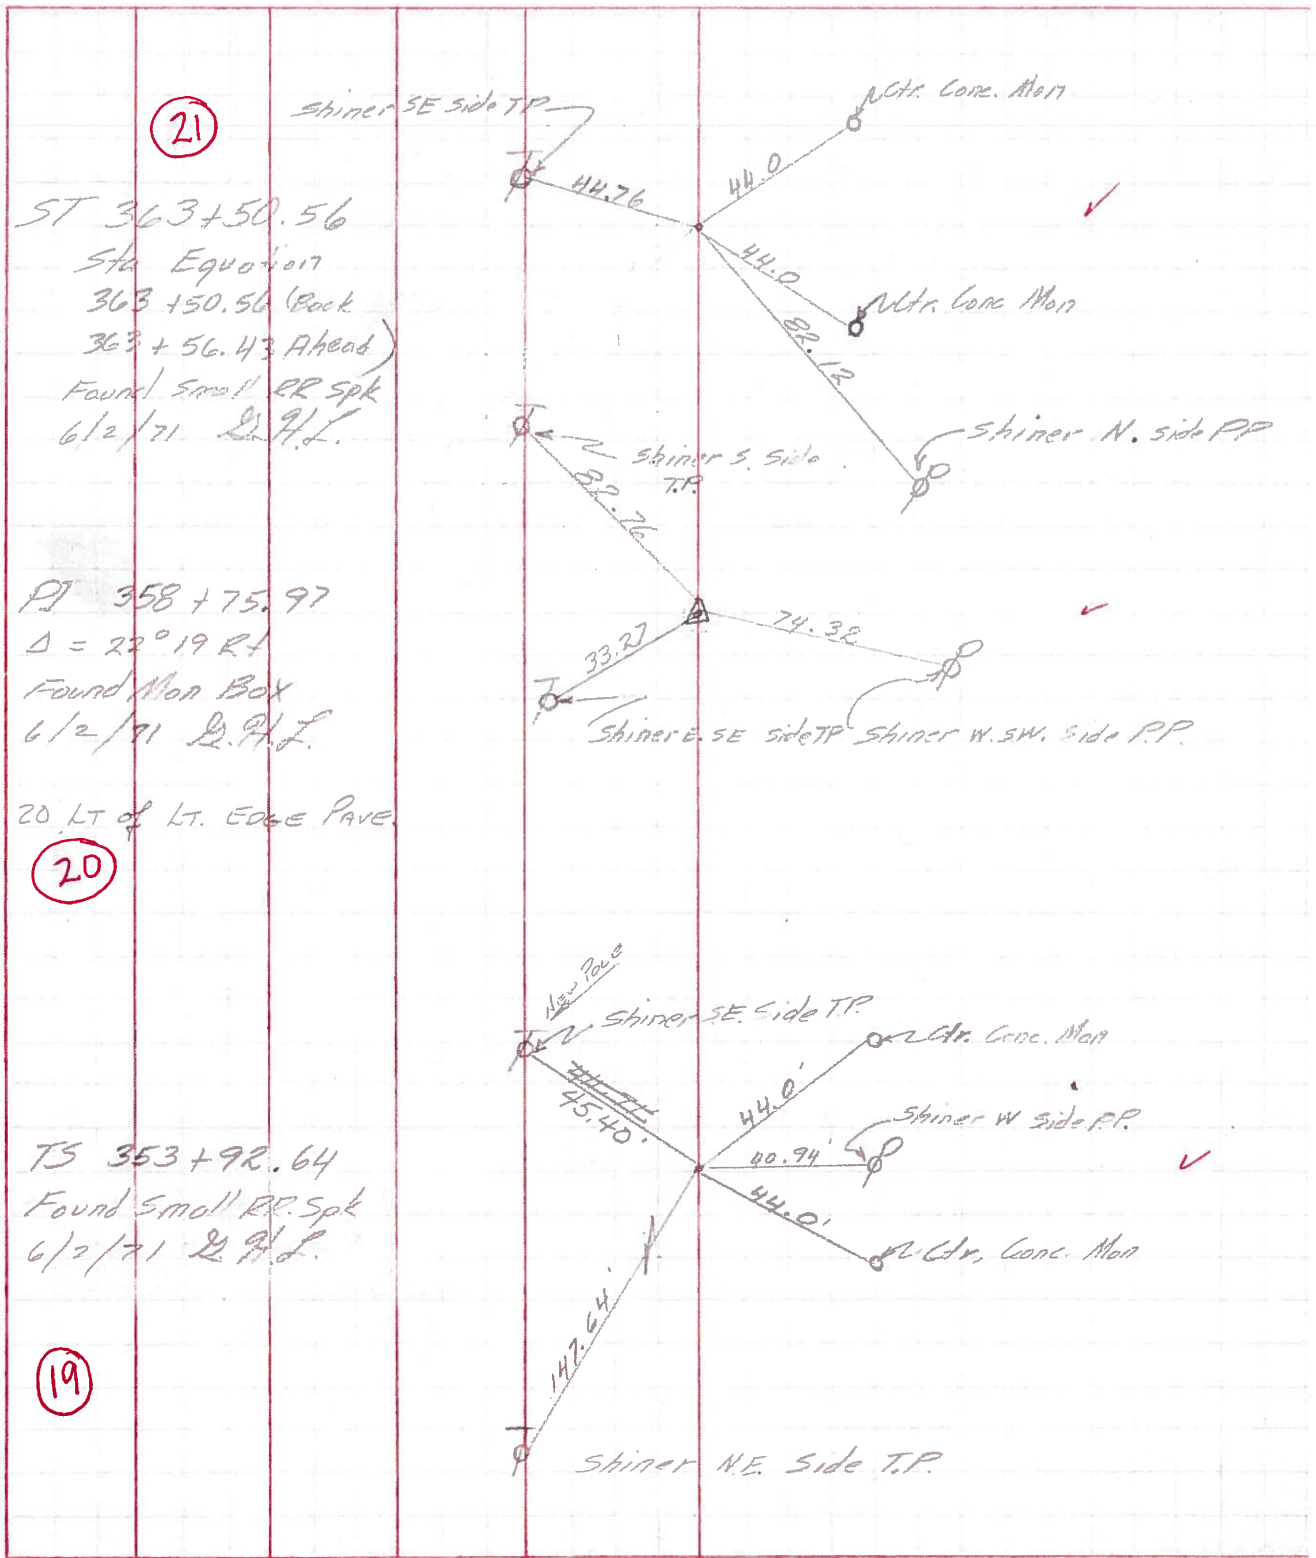 21
Shiner SE Side T.P.
Ctr. Conc. Mon
44.76
44.0
ST 363+50.56
Sta Equation
363+50.56 (Back
363+56.43 Ahead)
Found Small RR Spk
6/2/71 G.H.L.
44.0
Ctr. Conc. Mon
82.12
Shiner N. side PP
Shiner S. Side
T.P.
82.76
PI 358+75.97
Δ = 22°19 Rt
Found Mon Box
6/2/71 G.H.L.
74.32
33.27
Shiner E. SE side TP
Shiner W. SW. side P.P.
20 LT of LT. EDGE PAVE.
20
New Pole
Shiner SE. Side T.P.
Ctr. Conc. Mon
45.40'
44.0'
Shiner W side P.P.
40.94'
TS 353+92.64
Found Small RR. Spk
6/2/71 G.H.L.
44.0'
Ctr. Conc. Mon
147.64'
19
Shiner N.E. Side T.P.